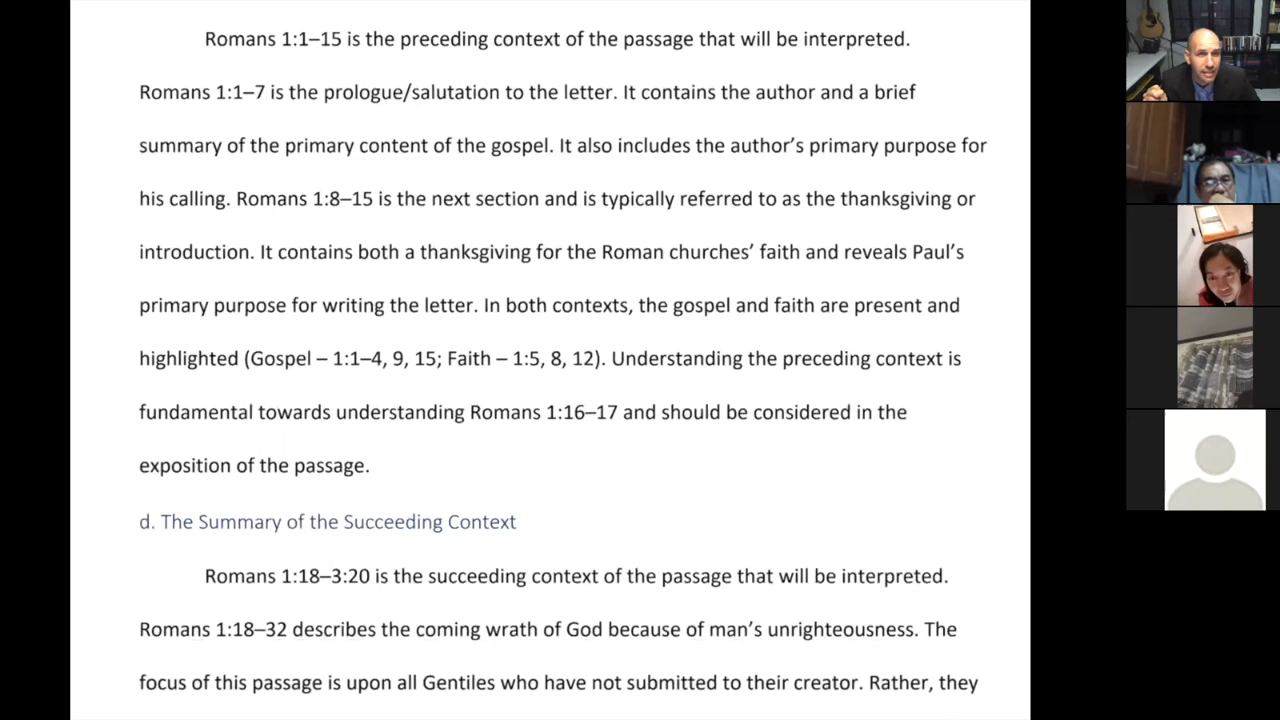 Romans 1:1–15 is the preceding context of the passage that will be interpreted.
Romans 1:1–7 is the prologue/salutation to the letter. It contains the author and a brief
summary of the primary content of the gospel. It also includes the author’s primary purpose for
his calling. Romans 1:8–15 is the next section and is typically referred to as the thanksgiving or
introduction. It contains both a thanksgiving for the Roman churches’ faith and reveals Paul’s
primary purpose for writing the letter. In both contexts, the gospel and faith are present and
highlighted (Gospel – 1:1–4, 9, 15; Faith – 1:5, 8, 12). Understanding the preceding context is
fundamental towards understanding Romans 1:16–17 and should be considered in the
exposition of the passage.
d. The Summary of the Succeeding Context
Romans 1:18–3:20 is the succeeding context of the passage that will be interpreted.
Romans 1:18–32 describes the coming wrath of God because of man’s unrighteousness. The
focus of this passage is upon all Gentiles who have not submitted to their creator. Rather, they